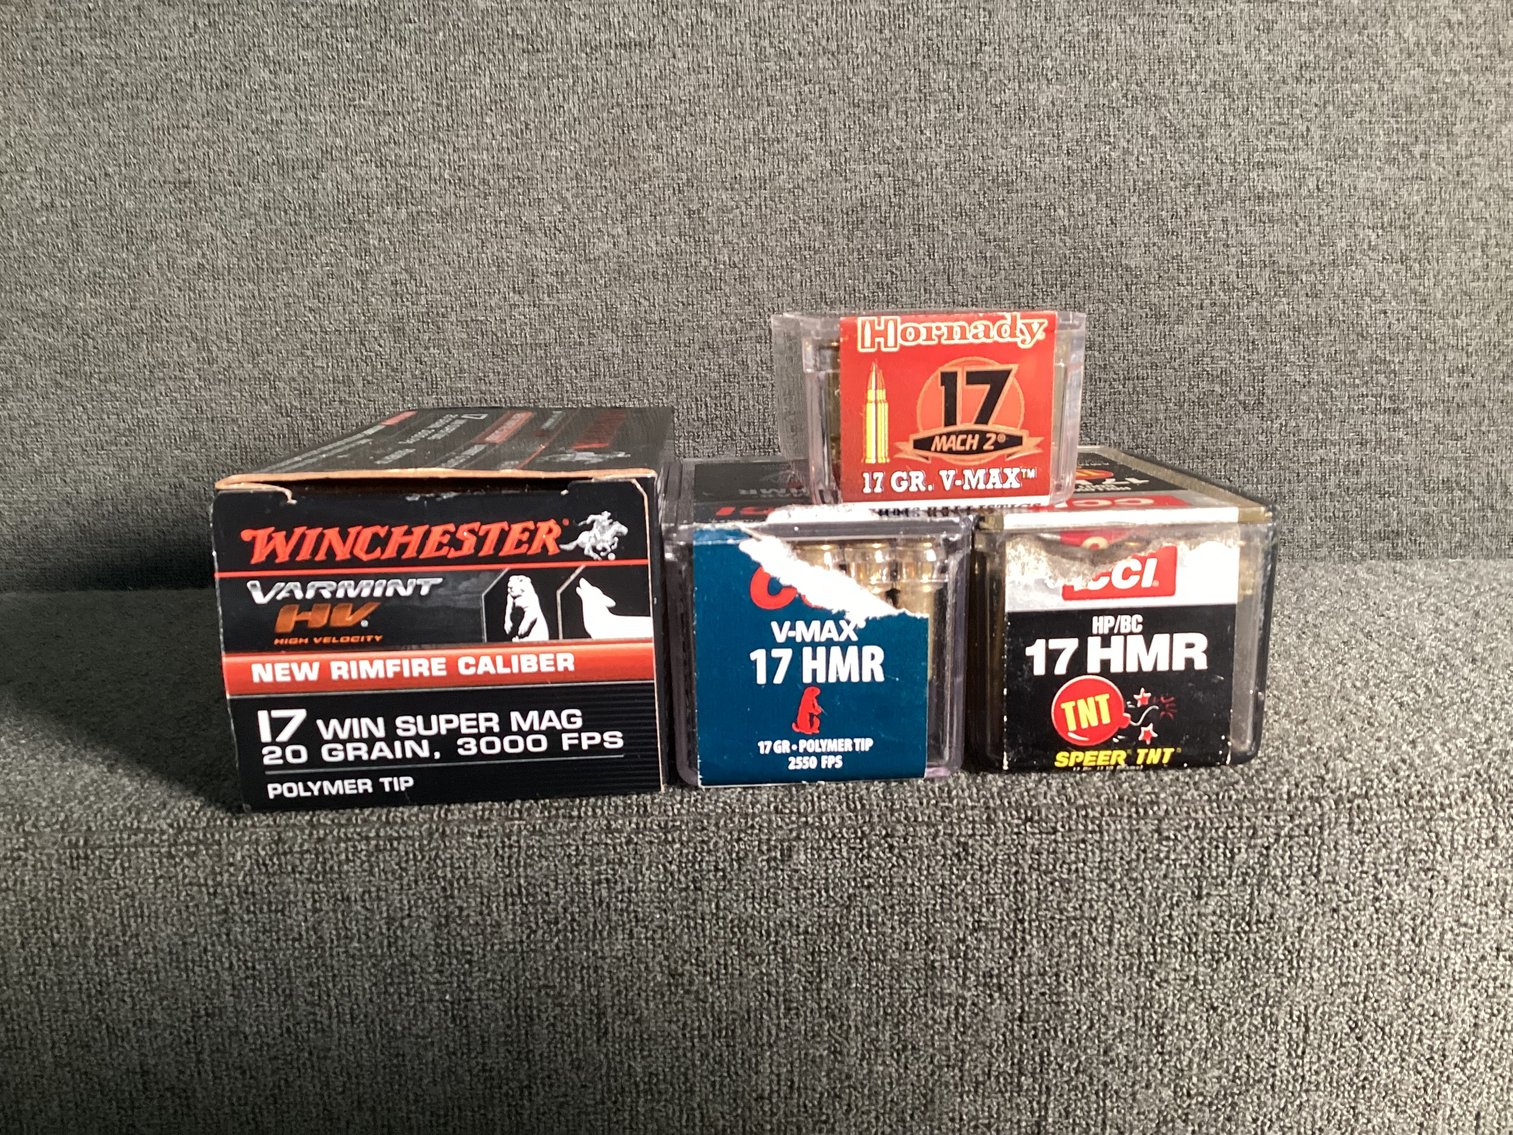 Hornady
17
MACH 2®
17 GR. V-MAX™
WINCHESTER
VARMINT
HV
HIGH VELOCITY
NEW RIMFIRE CALIBER
17 WIN SUPER MAG
20 GRAIN, 3000 FPS
POLYMER TIP
V-MAX
17 HMR
17 GR • POLYMER TIP
2550 FPS
CCI
HP/BC
17 HMR
TNT
SPEER TNT